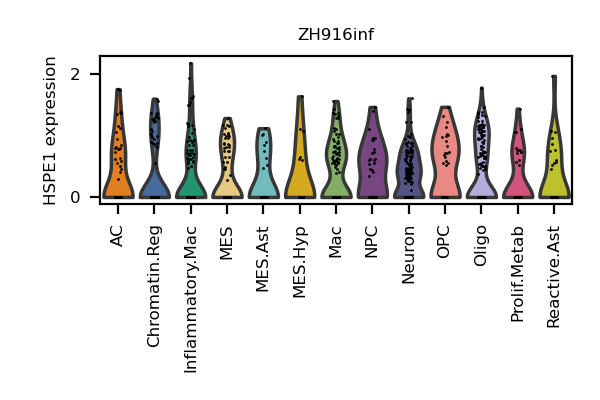 ZH916inf
HSPE1 expression
2
0
AC
Chromatin.Reg
Inflammatory.Mac
MES
MES.Ast
MES.Hyp
Mac
NPC
Neuron
OPC
Oligo
Prolif.Metab
Reactive.Ast